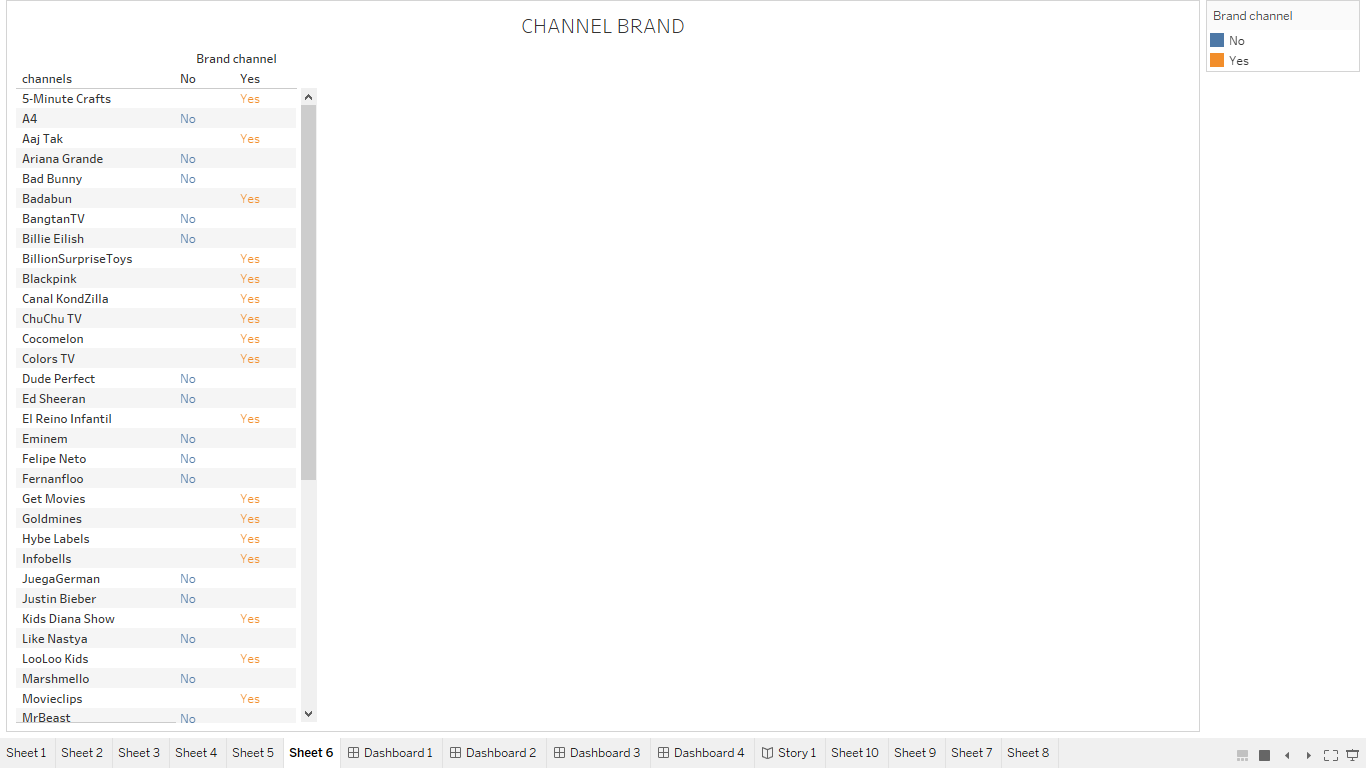 CHANNEL BRAND
Brand channel
channels No Yes
5-Minute Crafts Yes
A4 No
Aaj Tak Yes
Ariana Grande No
Bad Bunny No
Badabun Yes
BangtanTV No
Billie Eilish No
BillionSurpriseToys Yes
Blackpink Yes
Canal KondZilla Yes
ChuChu TV Yes
Cocomelon Yes
Colors TV Yes
Dude Perfect No
Ed Sheeran No
El Reino Infantil Yes
Eminem No
Felipe Neto No
Fernanfloo No
Get Movies Yes
Goldmines Yes
Hybe Labels Yes
Infobells Yes
JuegaGerman No
Justin Bieber No
Kids Diana Show Yes
Like Nastya No
LooLoo Kids Yes
Marshmello No
Movieclips Yes
MrBeast No
Brand channel
No
Yes
Sheet 1 Sheet 2 Sheet 3 Sheet 4 Sheet 5 Sheet 6 Dashboard 1 Dashboard 2 Dashboard 3 Dashboard 4 Story 1 Sheet 10 Sheet 9 Sheet 7 Sheet 8